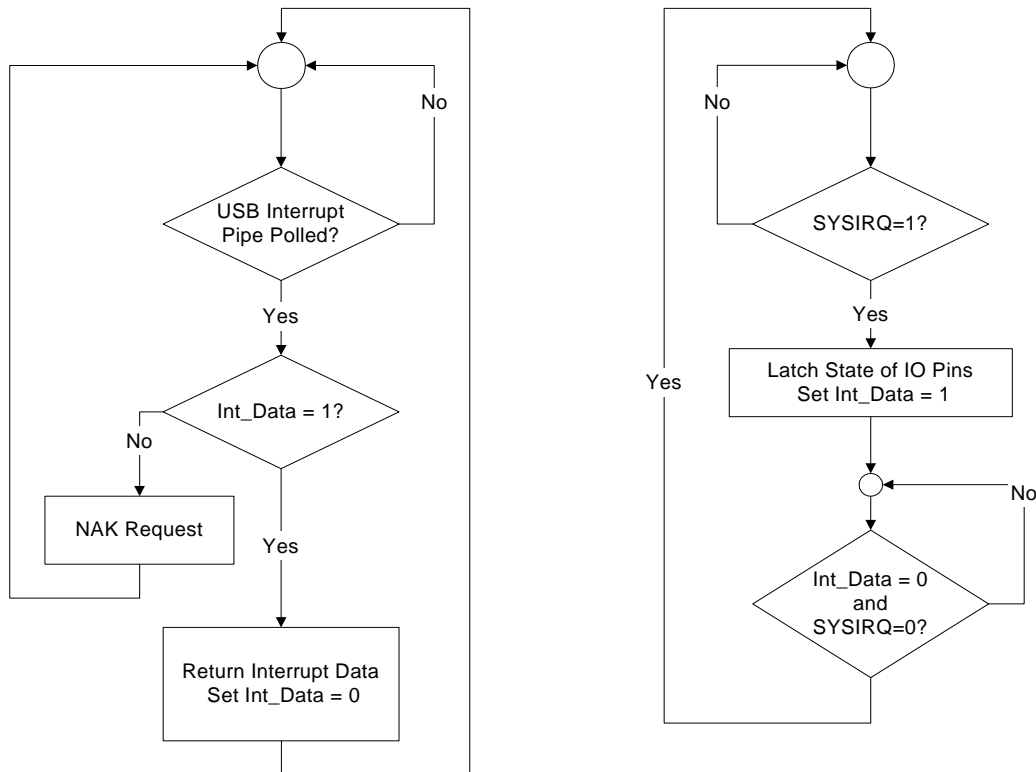 No
USB Interrupt
Pipe Polled?
Yes
Int_Data = 1?
No
NAK Request
Yes
Return Interrupt Data
Set Int_Data = 0
No
SYSIRQ=1?
Yes
Latch State of IO Pins
Set Int_Data = 1
Yes
No
Int_Data = 0
and
SYSIRQ=0?